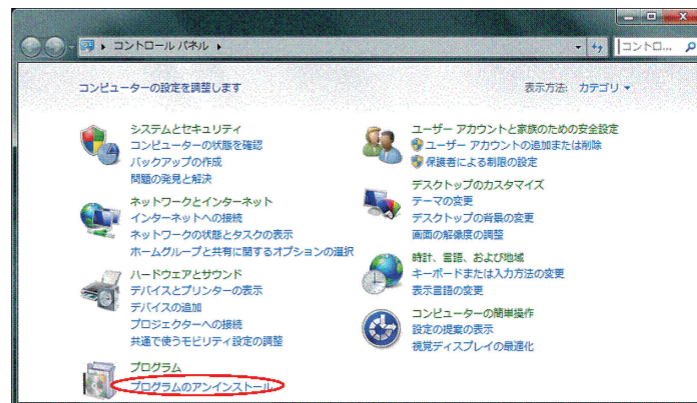 コントロール パネル
コントロ...
コンピューターの設定を調整します
表示方法: カテゴリ
システムとセキュリティ
コンピューターの状態を確認
バックアップの作成
問題の発見と解決
ネットワークとインターネット
インターネットへの接続
ネットワークの状態とタスクの表示
ホームグループと共有に関するオプションの選択
ハードウェアとサウンド
デバイスとプリンターの表示
デバイスの追加
プロジェクターへの接続
共通で使うモビリティ設定の調整
プログラム
プログラムのアンインストール
ユーザー アカウントと家族のための安全設定
ユーザー アカウントの追加または削除
保護者による制限の設定
デスクトップのカスタマイズ
テーマの変更
デスクトップの背景の変更
画面の解像度の調整
時計、言語、および地域
キーボードまたは入力方法の変更
表示言語の変更
コンピューターの簡単操作
設定の提案の表示
視覚ディスプレイの最適化